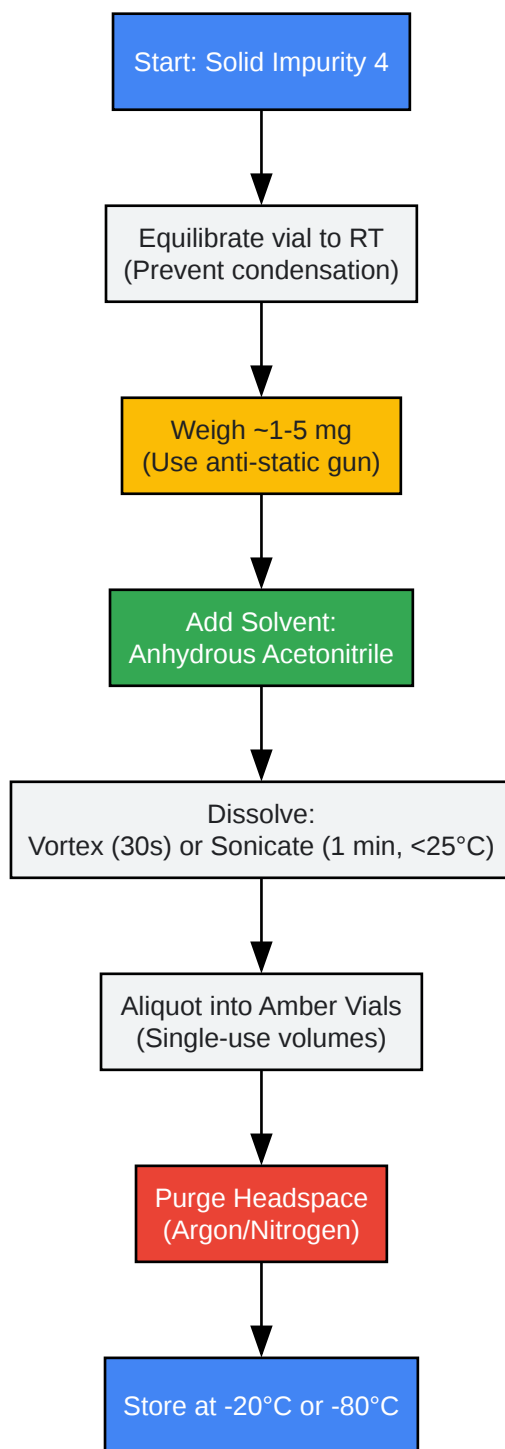 Start: Solid Impurity 4
Equilibrate vial to RT
(Prevent condensation)
Weigh ~1-5 mg
(Use anti-static gun)
Add Solvent:
Anhydrous Acetonitrile
Dissolve:
Vortex (30s) or Sonicate (1 min, <25°C)
Aliquot into Amber Vials
(Single-use volumes)
Purge Headspace
(Argon/Nitrogen)
Store at -20°C or -80°C